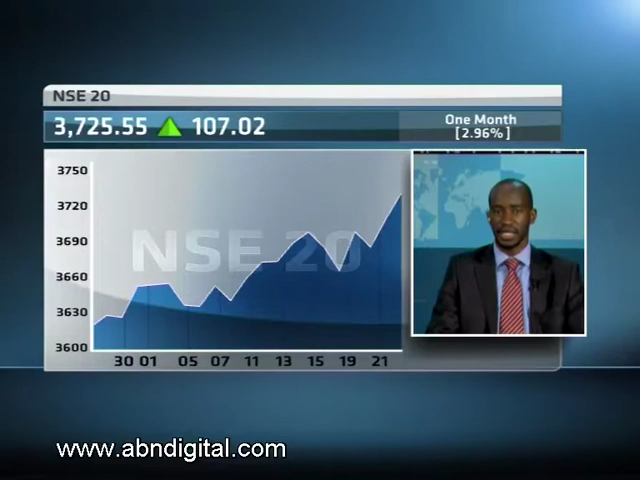 NSE 20
3,725.55 107.02
One Month
[2.96%]
3750
3720
3690
3660
3630
3600
NSE 20
30 01 05 07 11 13 15 19 21
www.abndigital.com